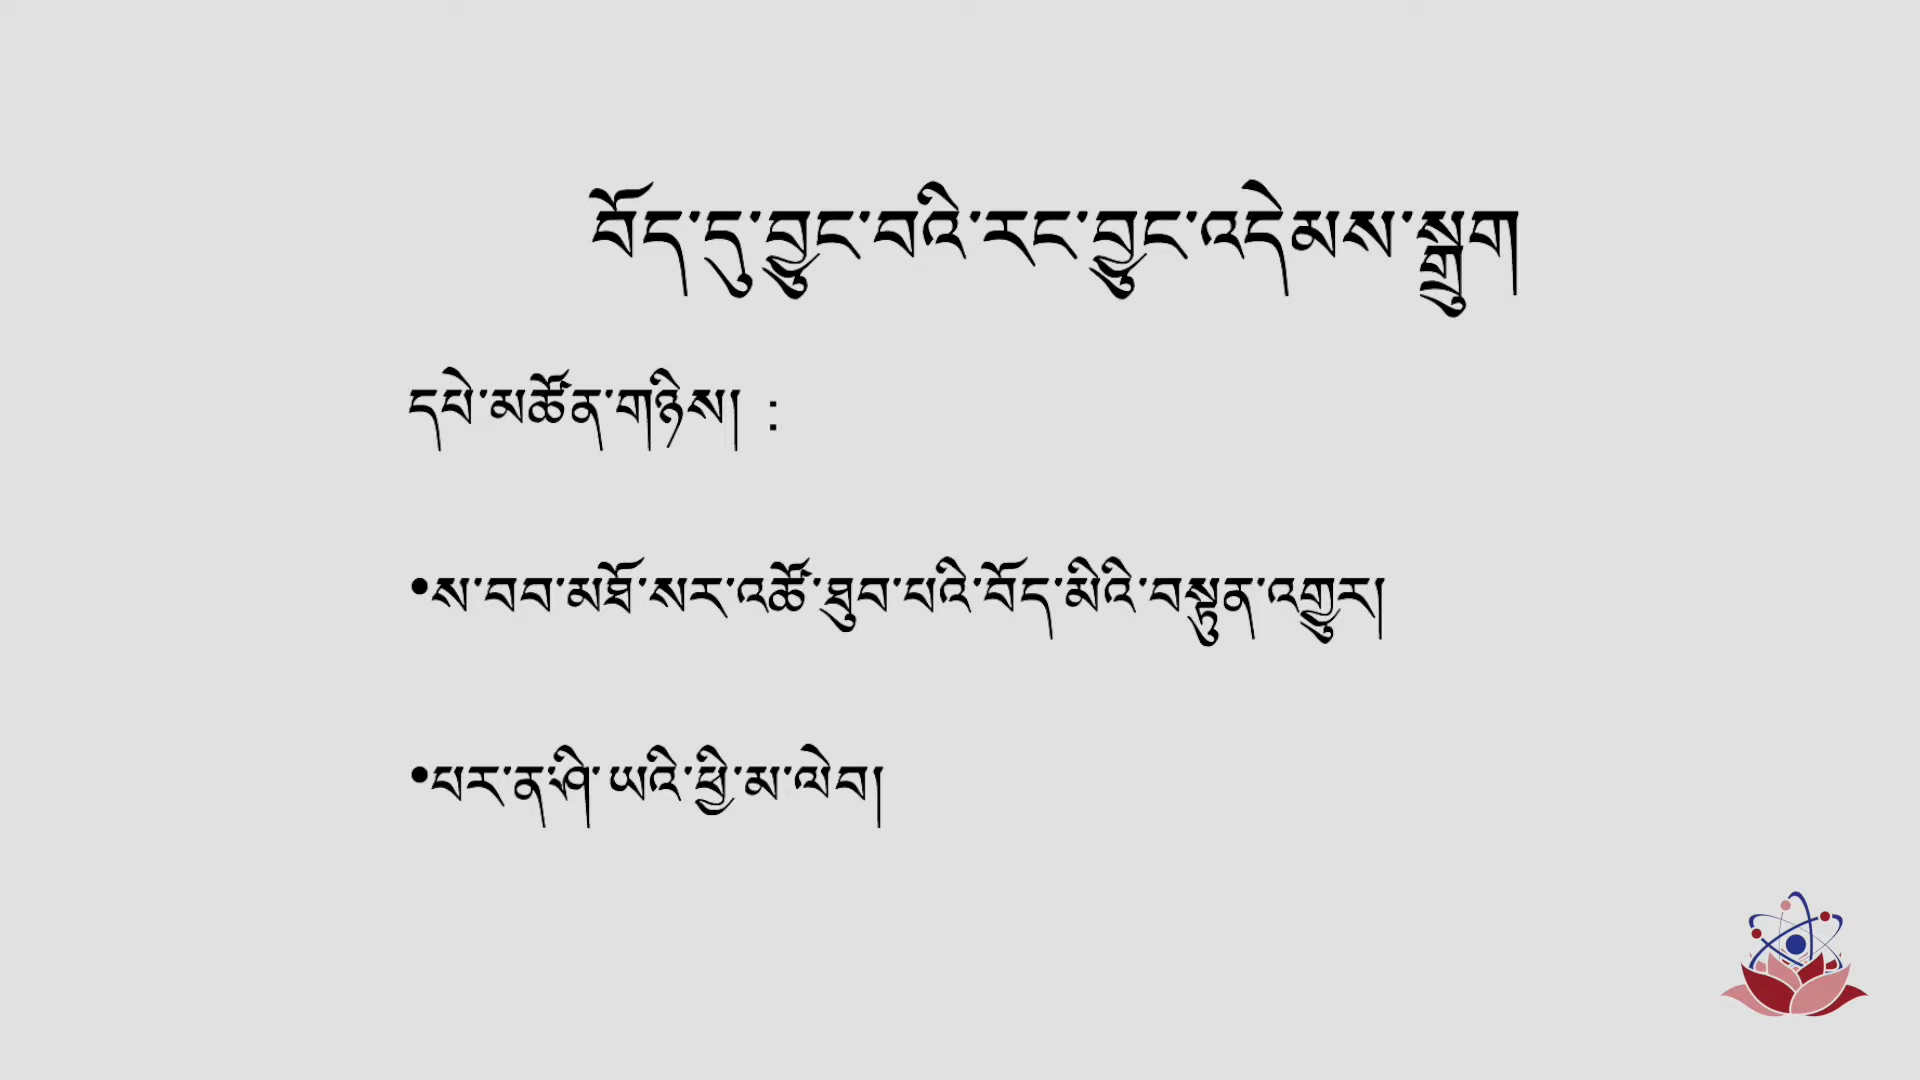 བོད་དུ་བྱུང་བའི་རང་བྱུང་འདེམས་སྒྲུག
དཔེ་མཚོན་གཉིས། :
•ས་བབ་མཐོ་སར་འཚོ་ཐུབ་པའི་བོད་མིའི་བསྟུན་འགྱུར།
•པར་ན་ཤི་ཡའི་ཕྱི་མ་ལེབ།